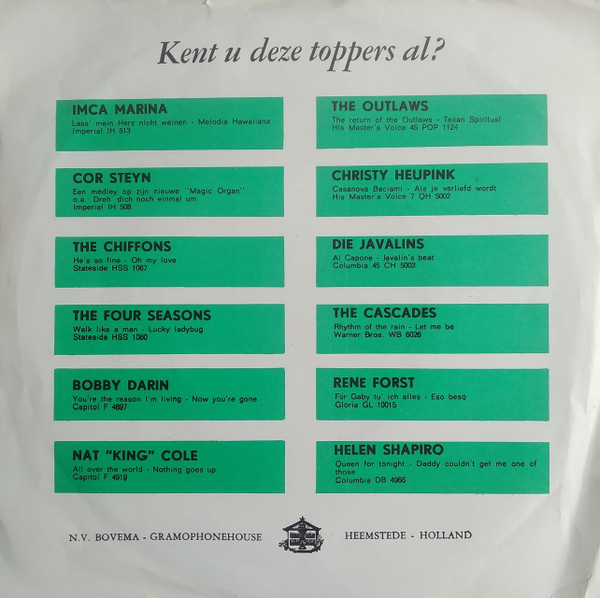 Kent u deze toppers al?
IMCA MARINA
Lass' mein Herz nicht weinen - Melodia Hawaiiana
Imperial IH 513
COR STEYN
Een medley op zijn nieuwe "Magic Organ"
o.a.: Dreh' dich noch einmal um
Imperial IH 508
THE CHIFFONS
He's so fine - Oh my love
Stateside HSS 1067
THE FOUR SEASONS
Walk like a man - Lucky ladybug
Stateside HSS 1060
BOBBY DARIN
You're the reason I'm living - Now you're gone
Capitol F 4897
NAT "KING" COLE
All over the world - Nothing goes up
Capitol F 4919
THE OUTLAWS
The return of the Outlaws - Texan Spiritual
His Master's Voice 45 POP 1124
CHRISTY HEUPINK
Casanova Baciami - Als je verliefd wordt
His Master's Voice 7 QH 5002
DIE JAVALINS
Al Capone - Javalin's beat
Columbia 45 CH 5003
THE CASCADES
Rhythm of the rain - Let me be
Warner Bros. WB 6026
RENE FORST
Für Gaby tu' ich alles - Eso beso
Gloria GL 10015
HELEN SHAPIRO
Queen for tonight - Daddy couldn't get me one of
those
Columbia DB 4966
N.V. BOVEMA - GRAMOPHONEHOUSE
HEEMSTEDE - HOLLAND